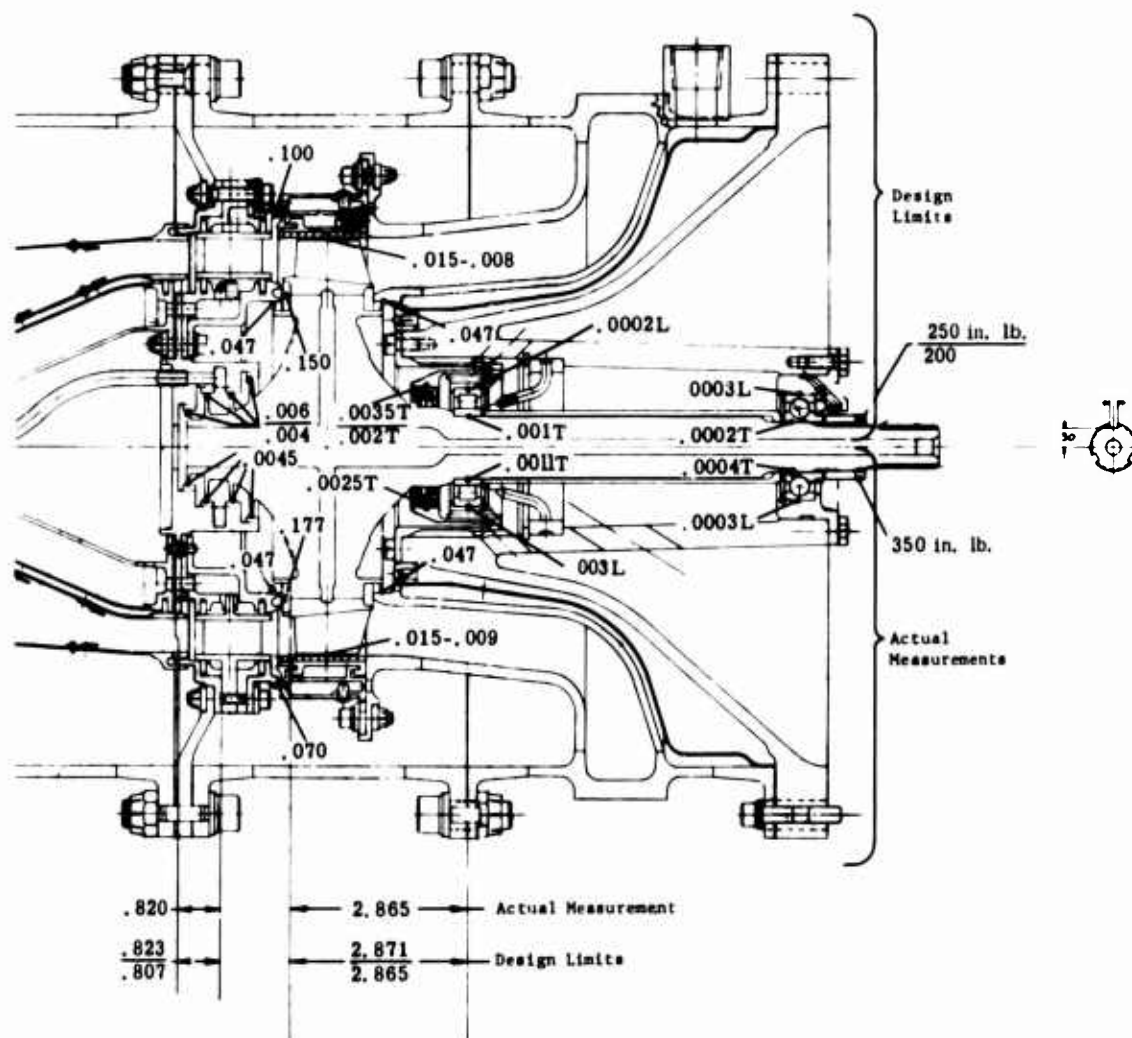 .100
Design
Limits
.015-.008
.0002L
.047
250 in. lb.
200
.047
.150
.0003L
.006
.004
.0035T
.002T
.001T
.0002T
.0045
.0011T
.0004T
.0025T
.0003L
.177
350 in. lb.
.047
.047
003L
.015-.009
Actual
Measurements
.070
.820
2.865
Actual Measurement
.823
.807
2.871
2.865
Design Limits